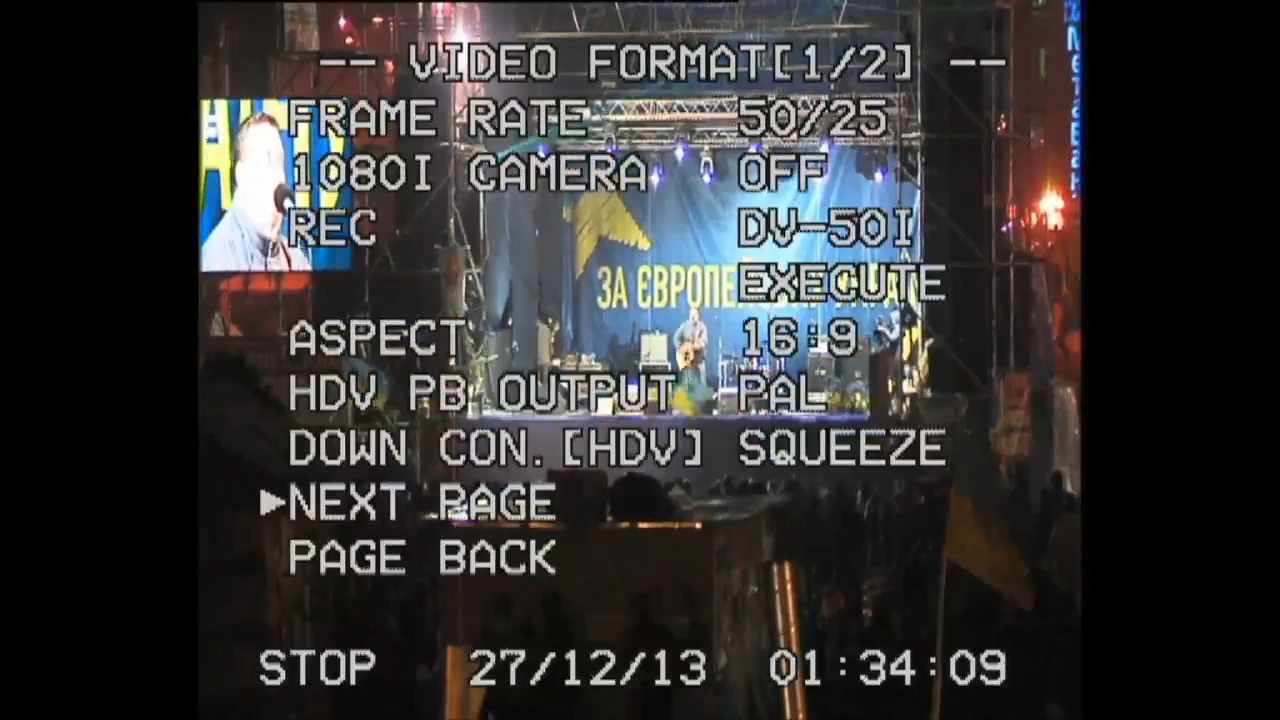 -- VIDEO FORMAT[1/2] --
FRAME RATE 50/25
1080I CAMERA OFF
REC DV-50I
EXECUTE
ЗА ЄВРОПЕ
ASPECT 16:9
HDV PB OUTPUT PAL
DOWN CON.[HDV] SQUEEZE
▶NEXT PAGE
PAGE BACK
STOP 27/12/13 01:34:09